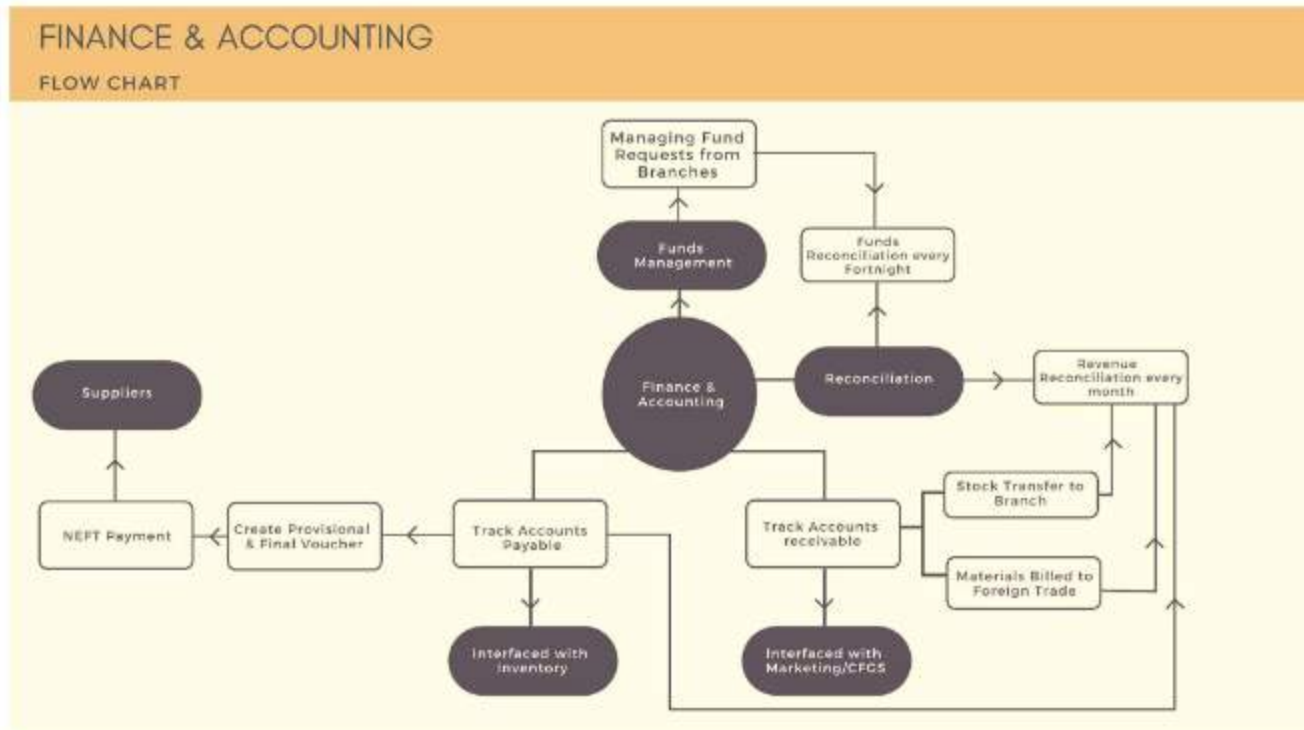 FINANCE & ACCOUNTING
FLOW CHART
Managing Fund
Requests from
Branches
Funds
Management
Funds
Reconciliation every
Fortnight
Suppliers
Finance &
Accounting
Reconciliation
Revenue
Reconciliation every
month
NEFT Payment
Create Provisional
& Final Voucher
Track Accounts
Payable
Track Accounts
receivable
Stock Transfer to
Branch
Materials Billed to
Foreign Trade
Interfaced with
Inventory
Interfaced with
Marketing/CFGS